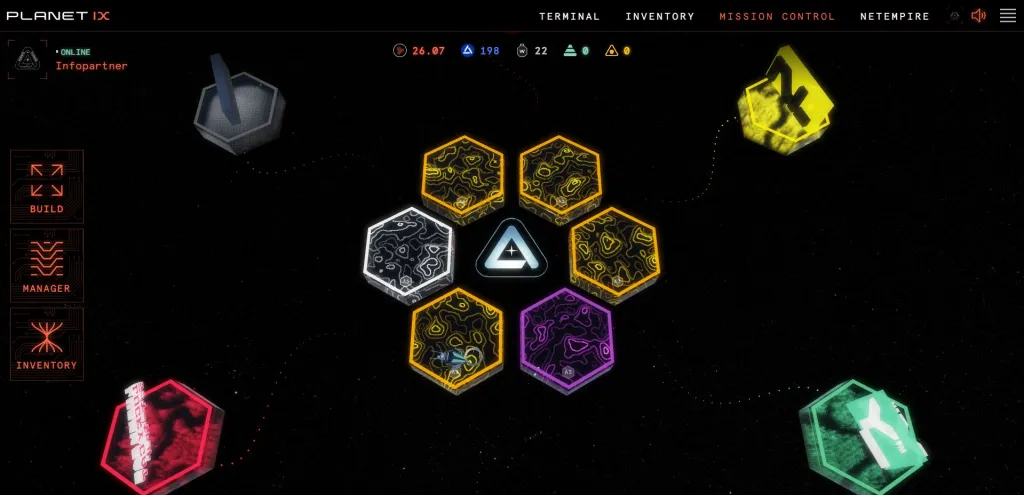 PLANET IX
TERMINAL INVENTORY MISSION CONTROL NETEMPIRE
ONLINE
Infopartner
26.07 198 22 0 0
BUILD
MANAGER
INVENTORY